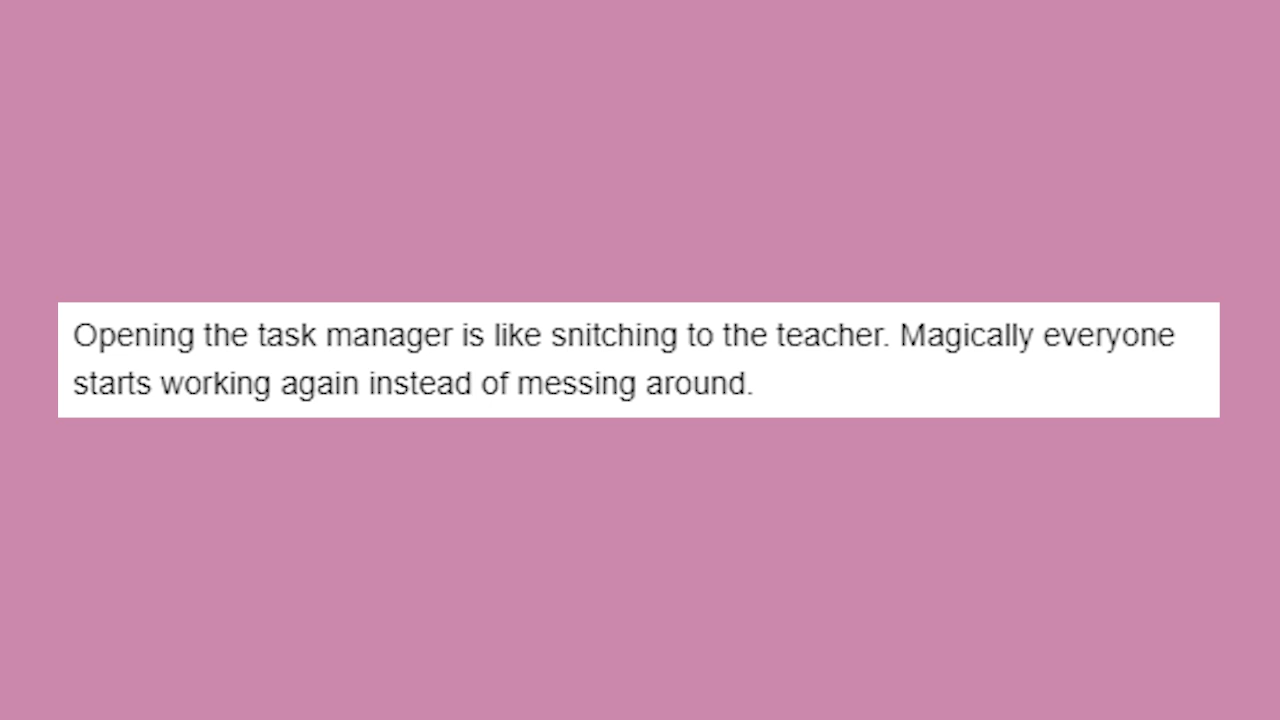 Opening the task manager is like snitching to the teacher. Magically everyone
starts working again instead of messing around.